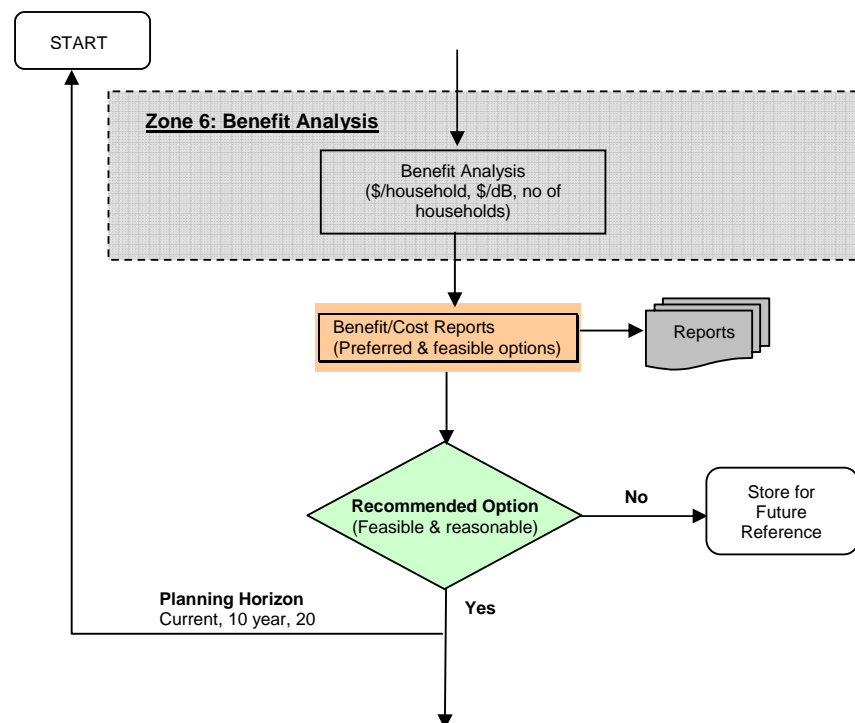 START
Zone 6: Benefit Analysis
Benefit Analysis
($/household, $/dB, no of
households)
Benefit/Cost Reports
(Preferred & feasible options)
Reports
Recommended Option
(Feasible & reasonable)
No
Store for
Future
Reference
Planning Horizon
Current, 10 year, 20
Yes